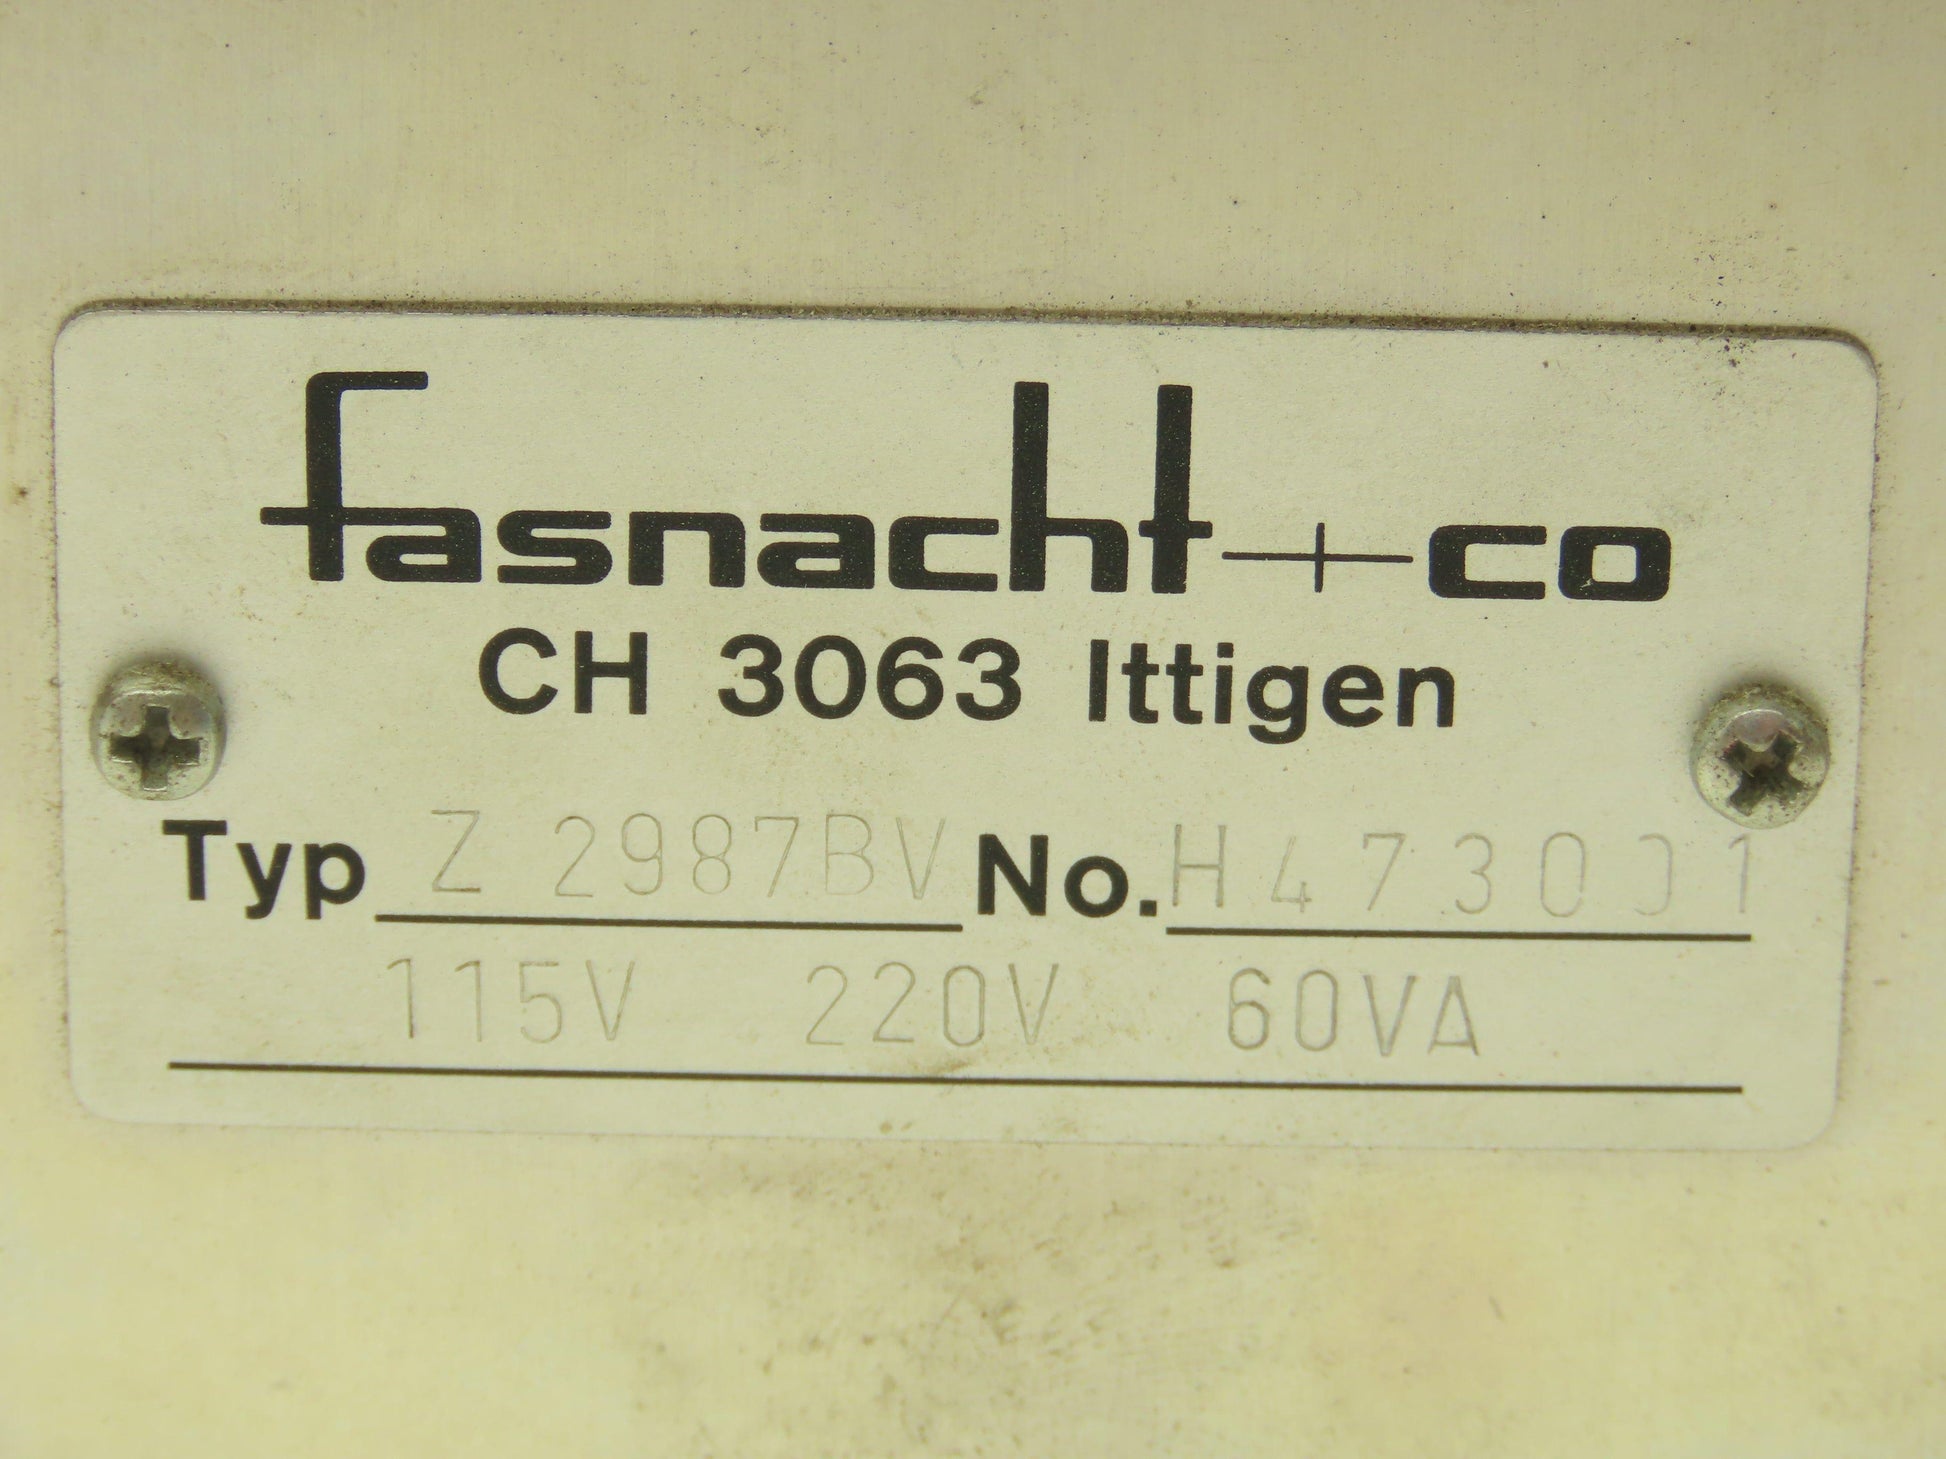 fasnacht+co
CH 3063 Ittigen
Typ Z 2987BV No. H473001
115V 220V 60VA